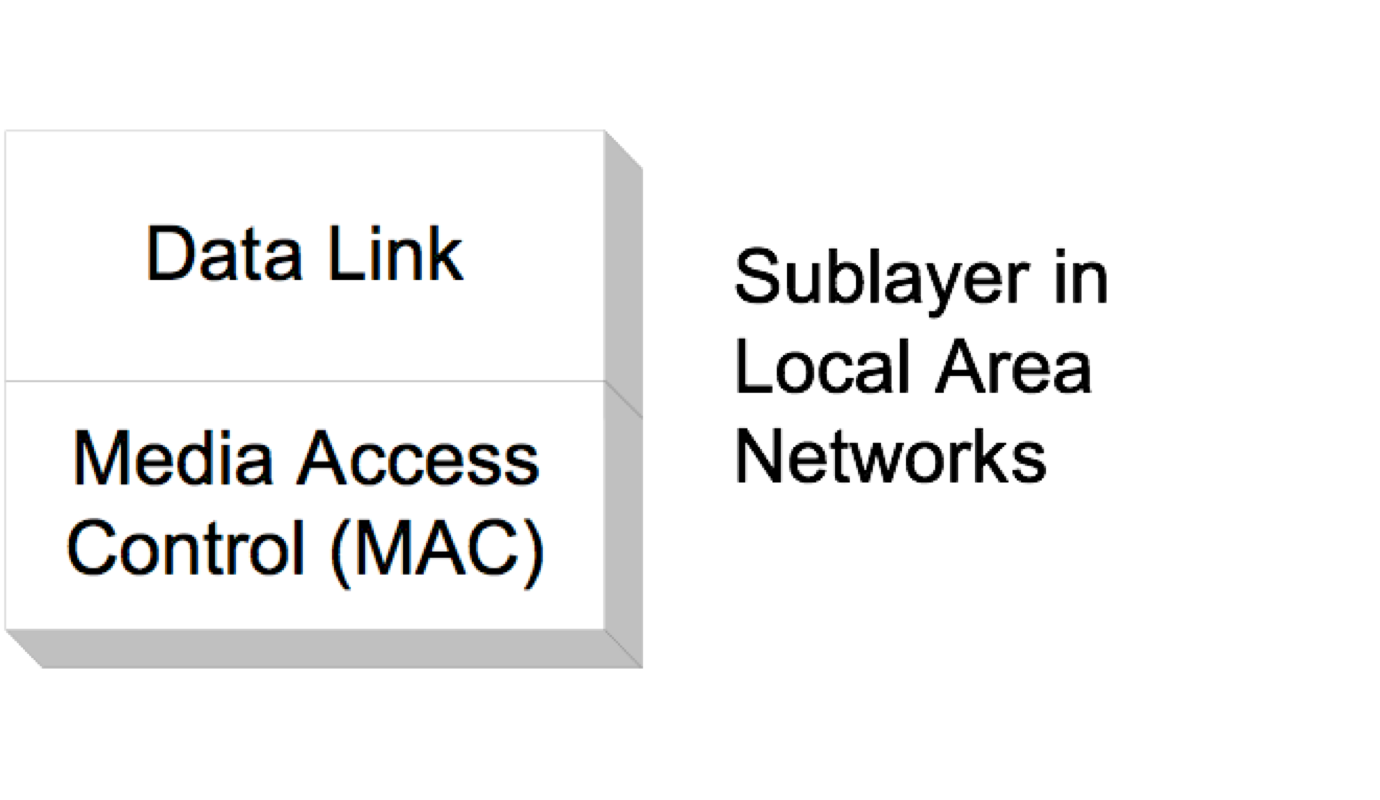 Data Link
Media Access
Control (MAC)
Sublayer in
Local Area
Networks